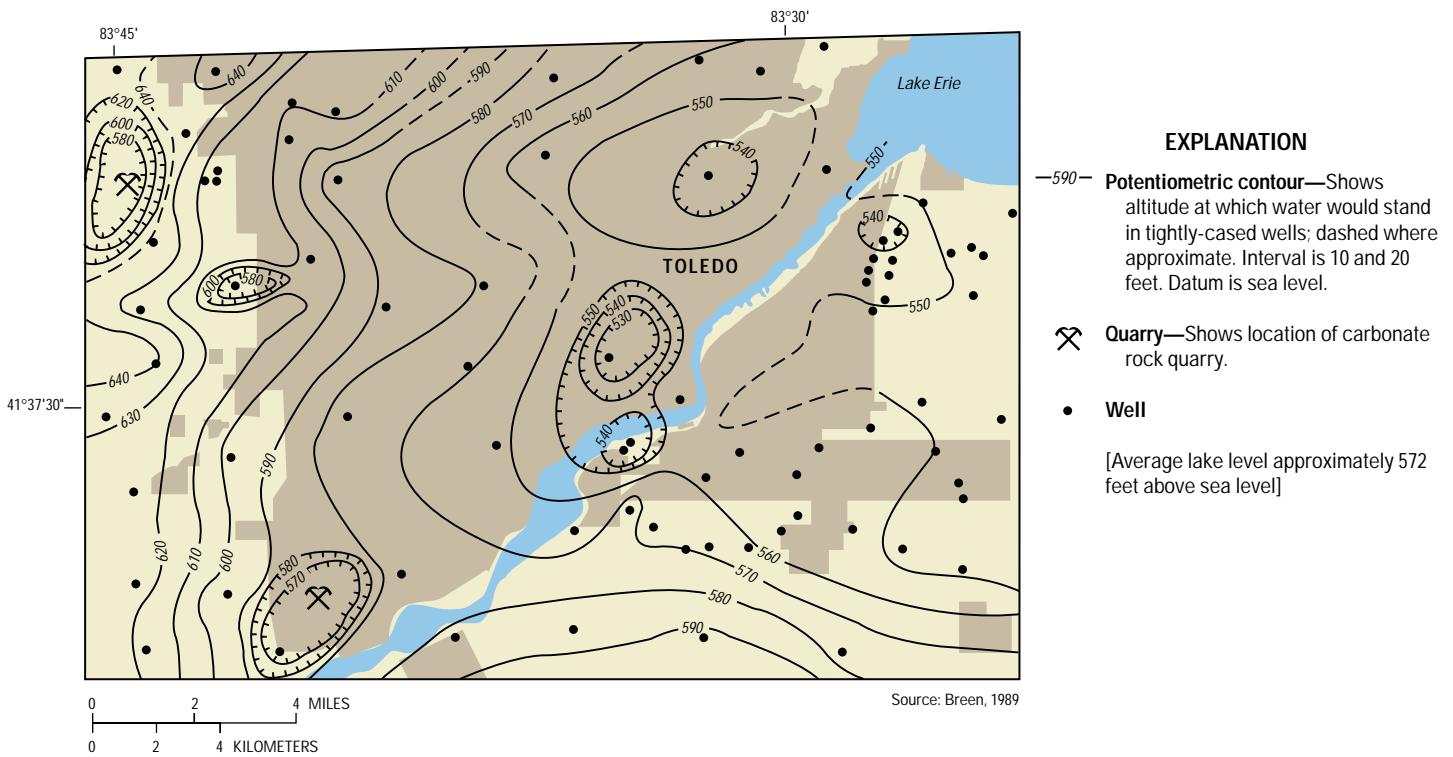 83°45'
83°30'
640
610
600
-590
580
570
560
550
540
Lake Erie
620
600
580
640
550
540
550
TOLEDO
600
580
550
540
530
540
640
630
41°37'30"
590
620
610
600
580
570
560
570
580
590
EXPLANATION
—590— Potentiometric contour—Shows
altitude at which water would stand
in tightly-cased wells; dashed where
approximate. Interval is 10 and 20
feet. Datum is sea level.
Quarry—Shows location of carbonate
rock quarry.
Well
[Average lake level approximately 572
feet above sea level]
0 2 4 MILES
0 2 4 KILOMETERS
Source: Breen, 1989